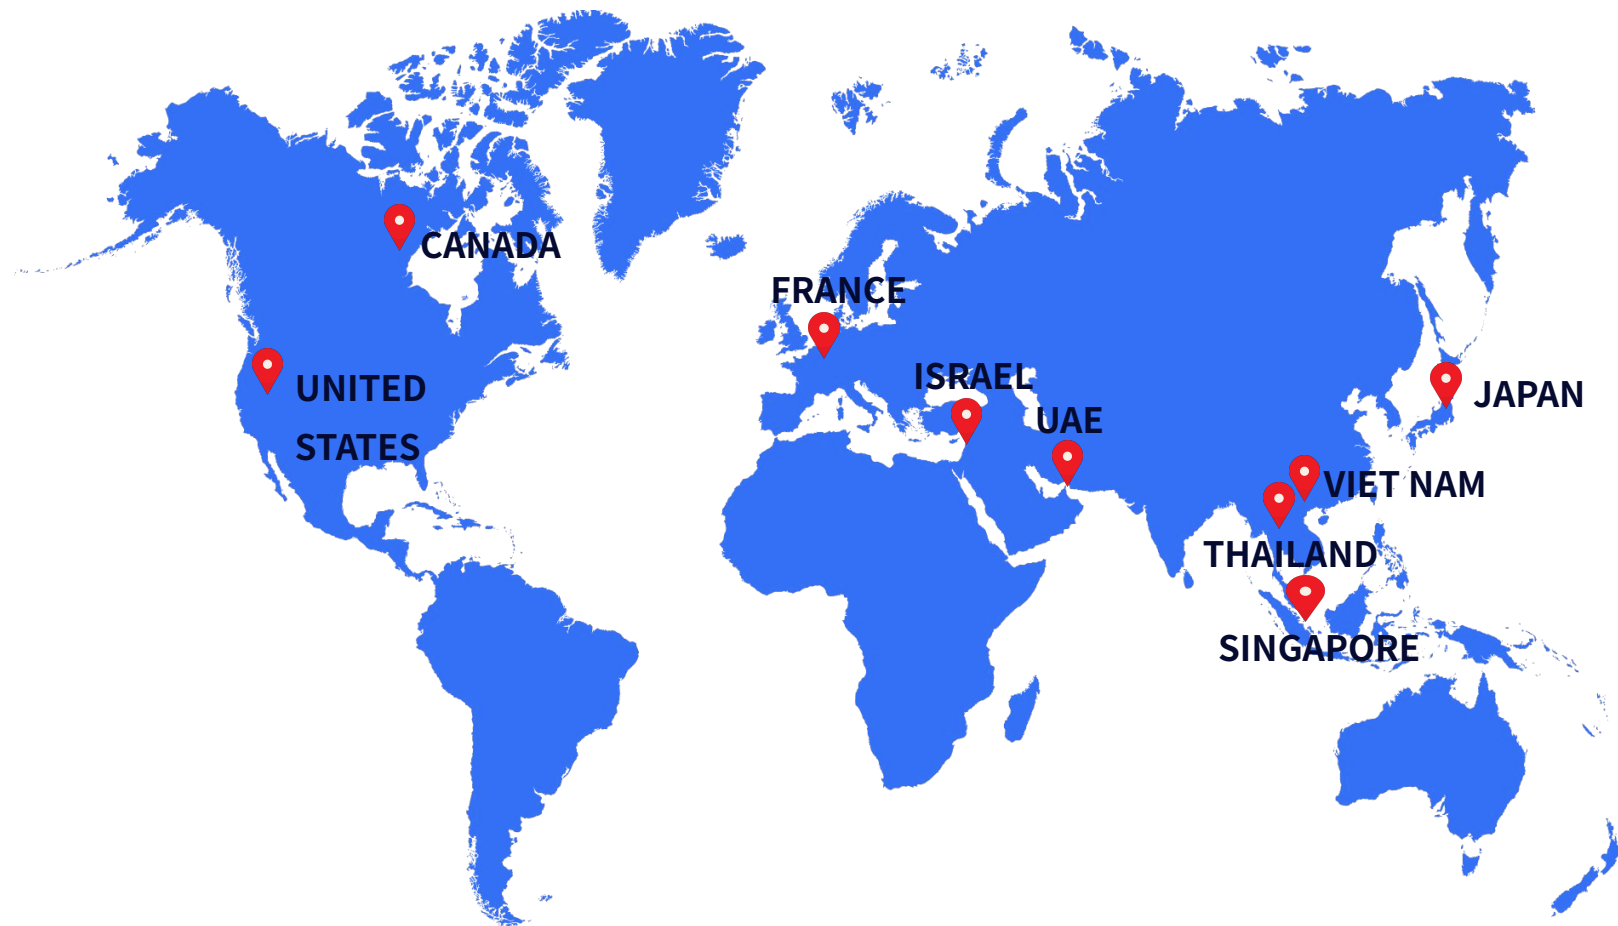 CANADA
FRANCE
ISRAEL
UNITED
STATES
JAPAN
UAE
VIET NAM
THAILAND
SINGAPORE